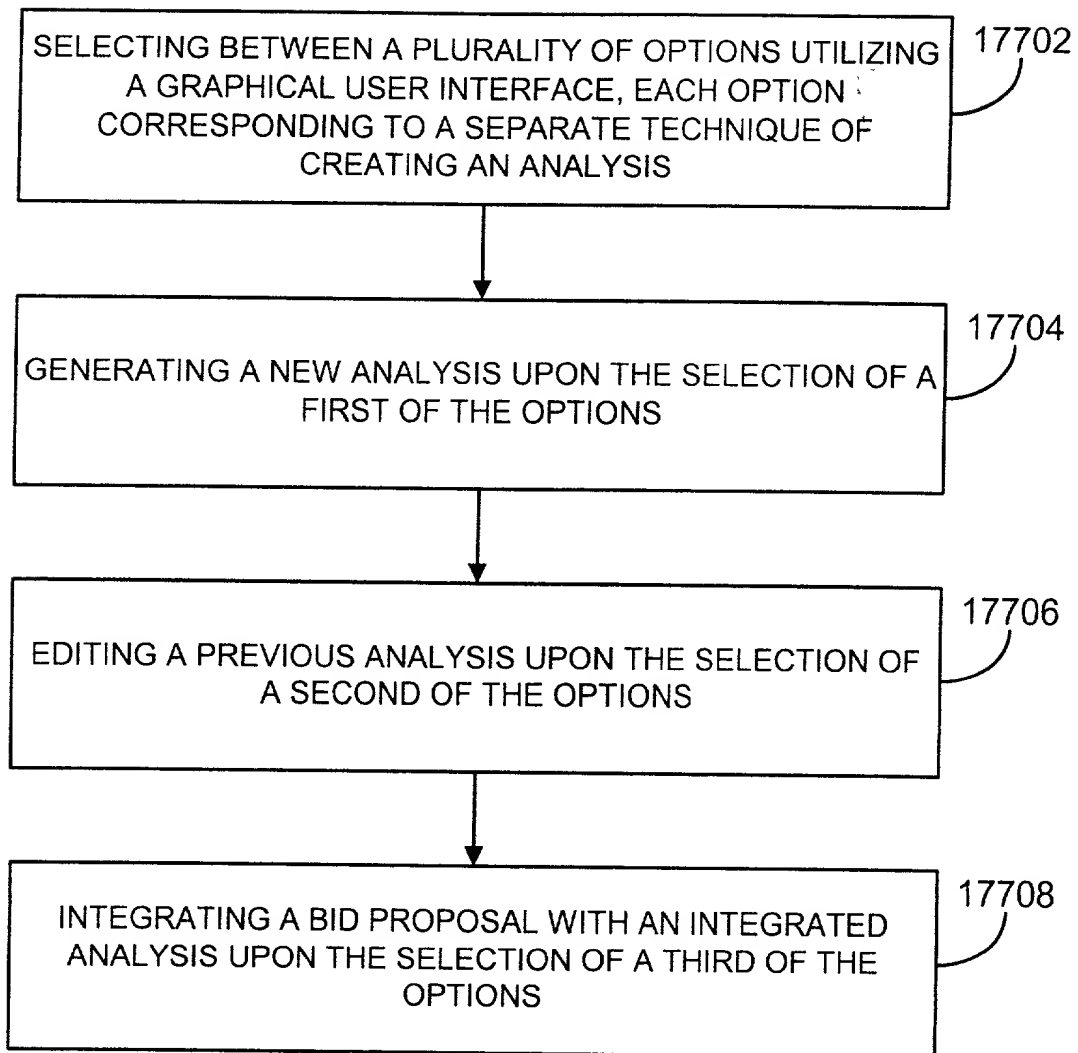 SELECTING BETWEEN A PLURALITY OF OPTIONS UTILIZING
A GRAPHICAL USER INTERFACE, EACH OPTION
CORRESPONDING TO A SEPARATE TECHNIQUE OF
CREATING AN ANALYSIS
17702
GENERATING A NEW ANALYSIS UPON THE SELECTION OF A
FIRST OF THE OPTIONS
17704
EDITING A PREVIOUS ANALYSIS UPON THE SELECTION OF
A SECOND OF THE OPTIONS
17706
INTEGRATING A BID PROPOSAL WITH AN INTEGRATED
ANALYSIS UPON THE SELECTION OF A THIRD OF THE
OPTIONS
17708